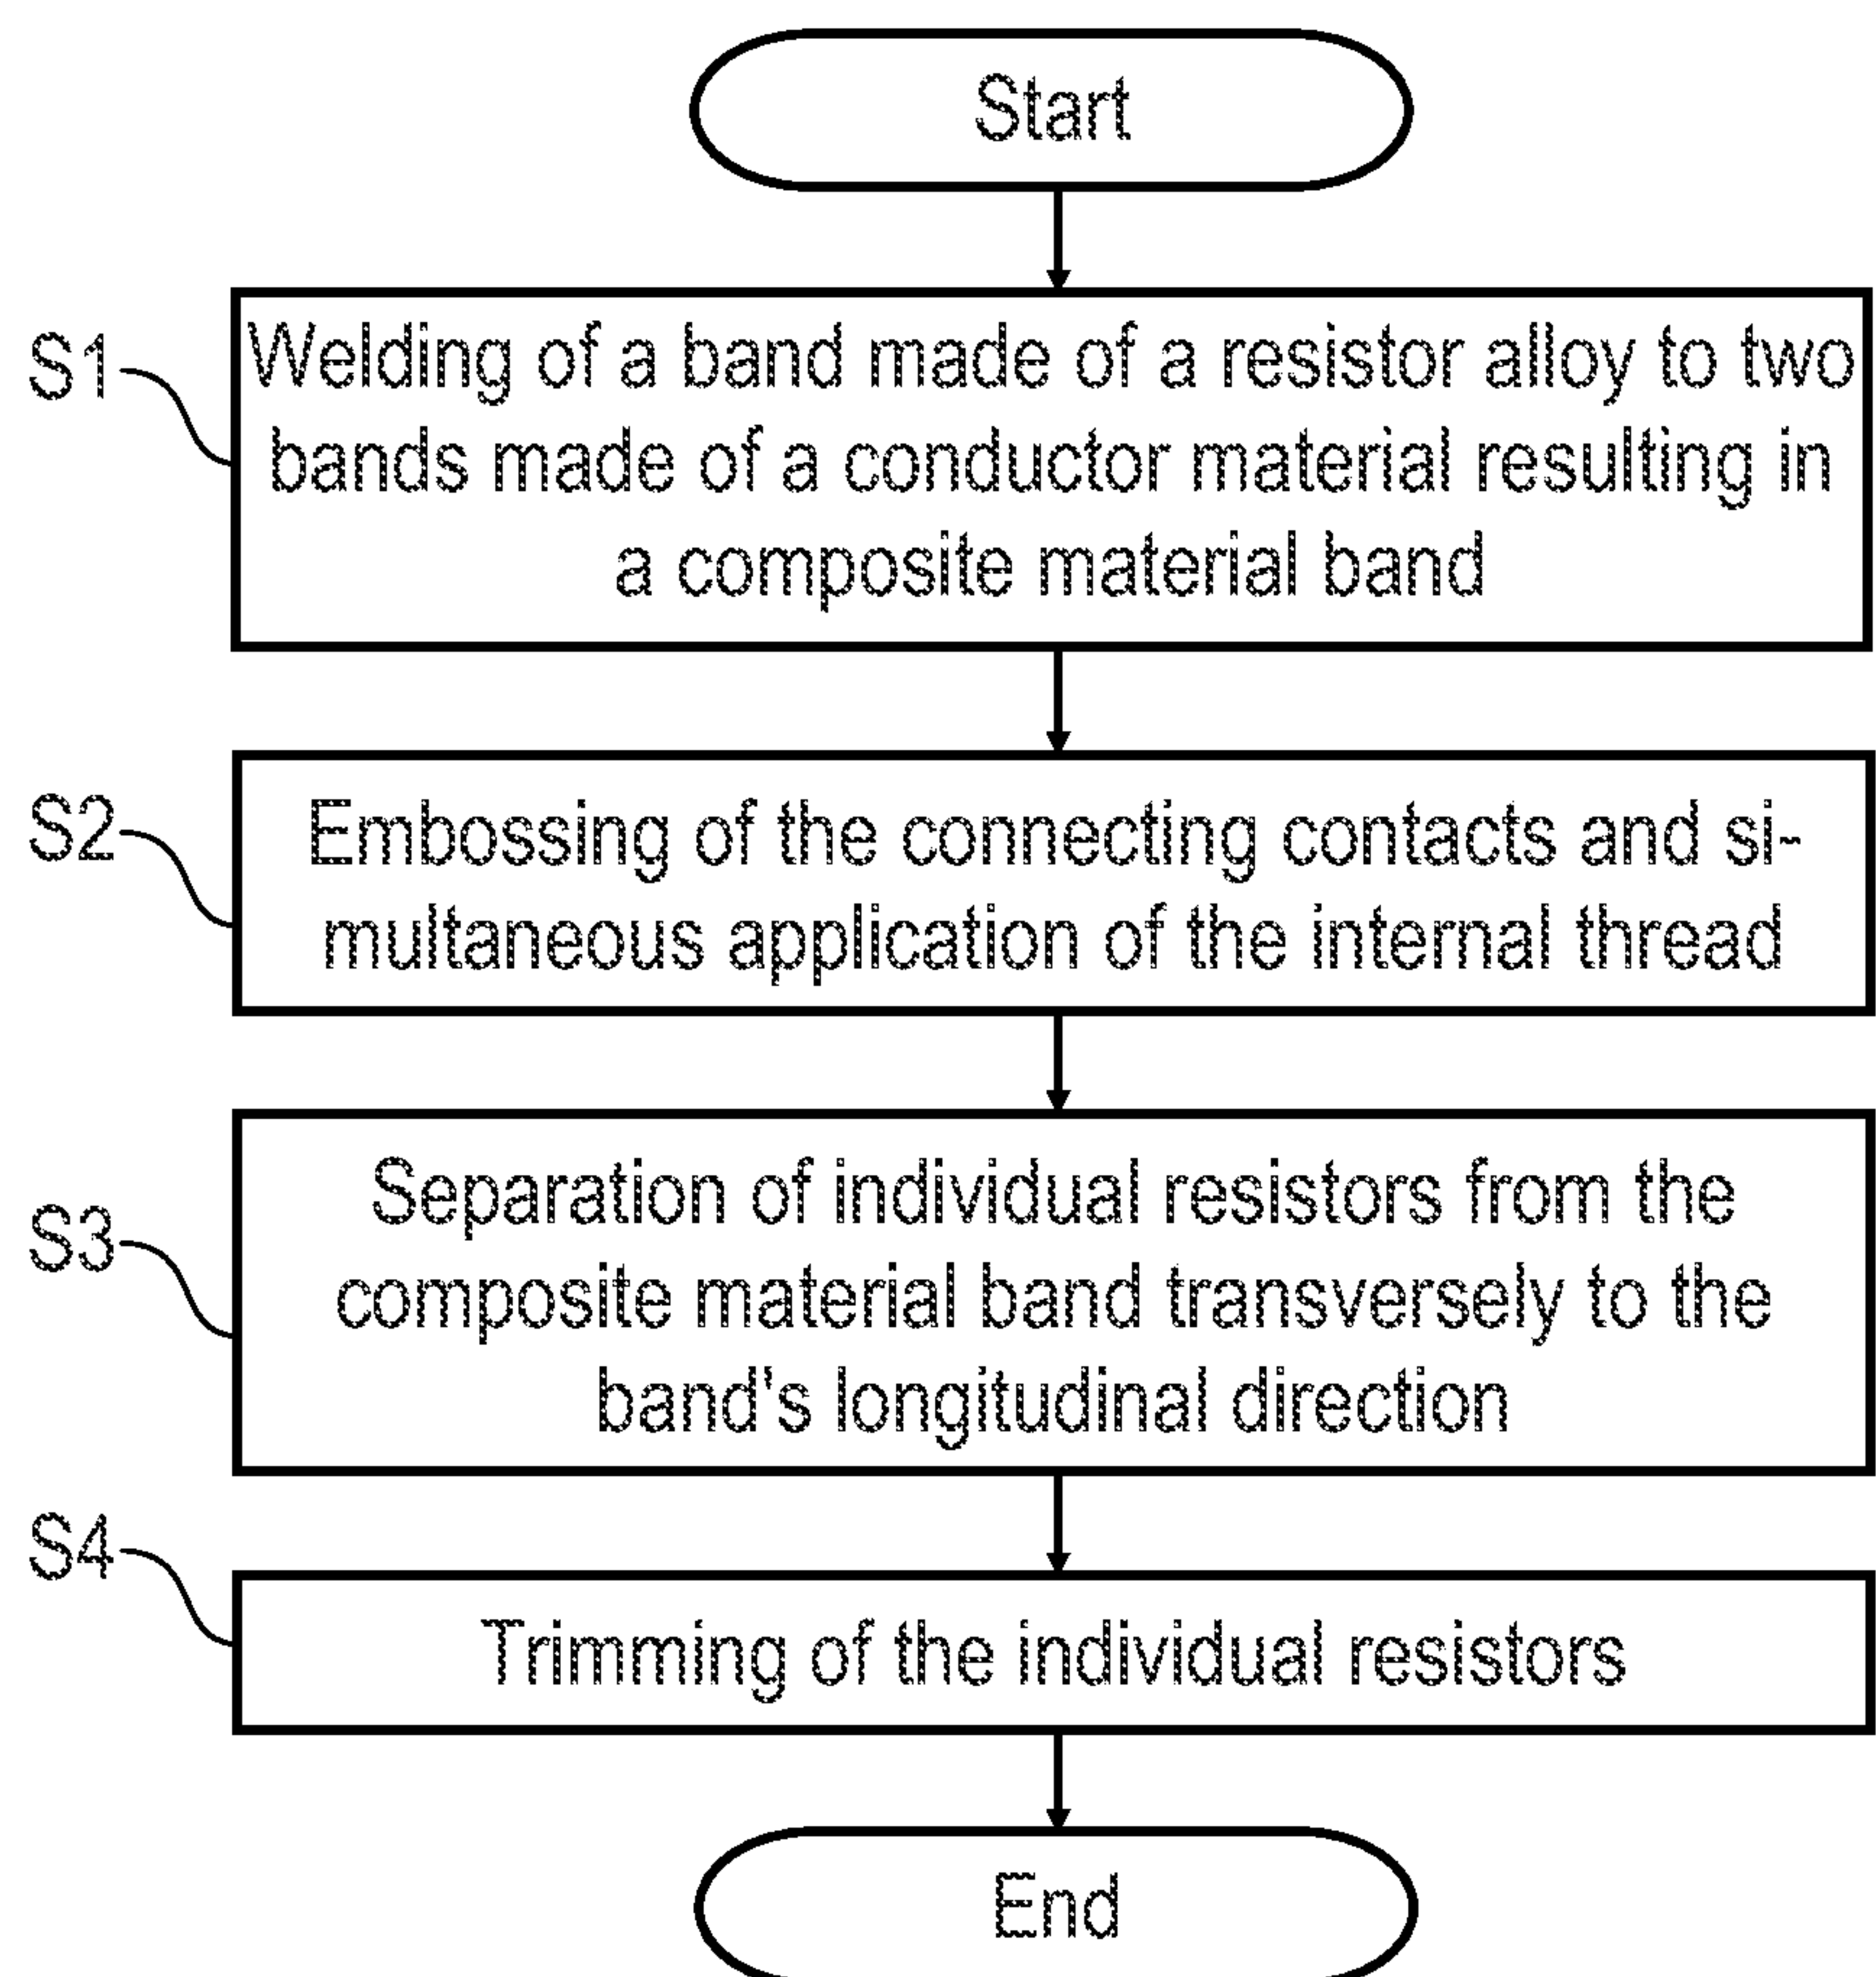 Start
S1
Welding of a band made of a resistor alloy to two
bands made of a conductor material resulting in
a composite material band
S2
Embossing of the connecting contacts and si-
multaneous application of the internal thread
S3
Separation of individual resistors from the
composite material band transversely to the
band's longitudinal direction
S4
Trimming of the individual resistors
End